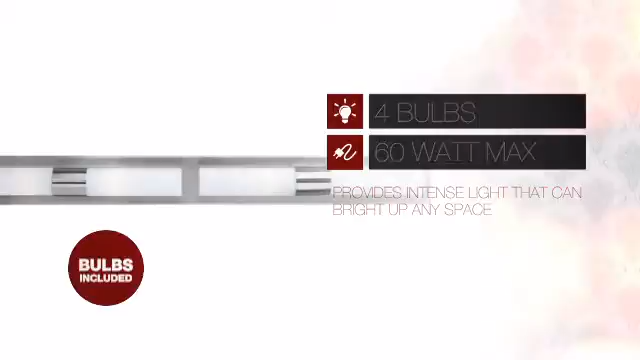 4 BULBS
60 WATT MAX
PROVIDES INTENSE LIGHT THAT CAN
BRIGHT UP ANY SPACE
BULBS
INCLUDED